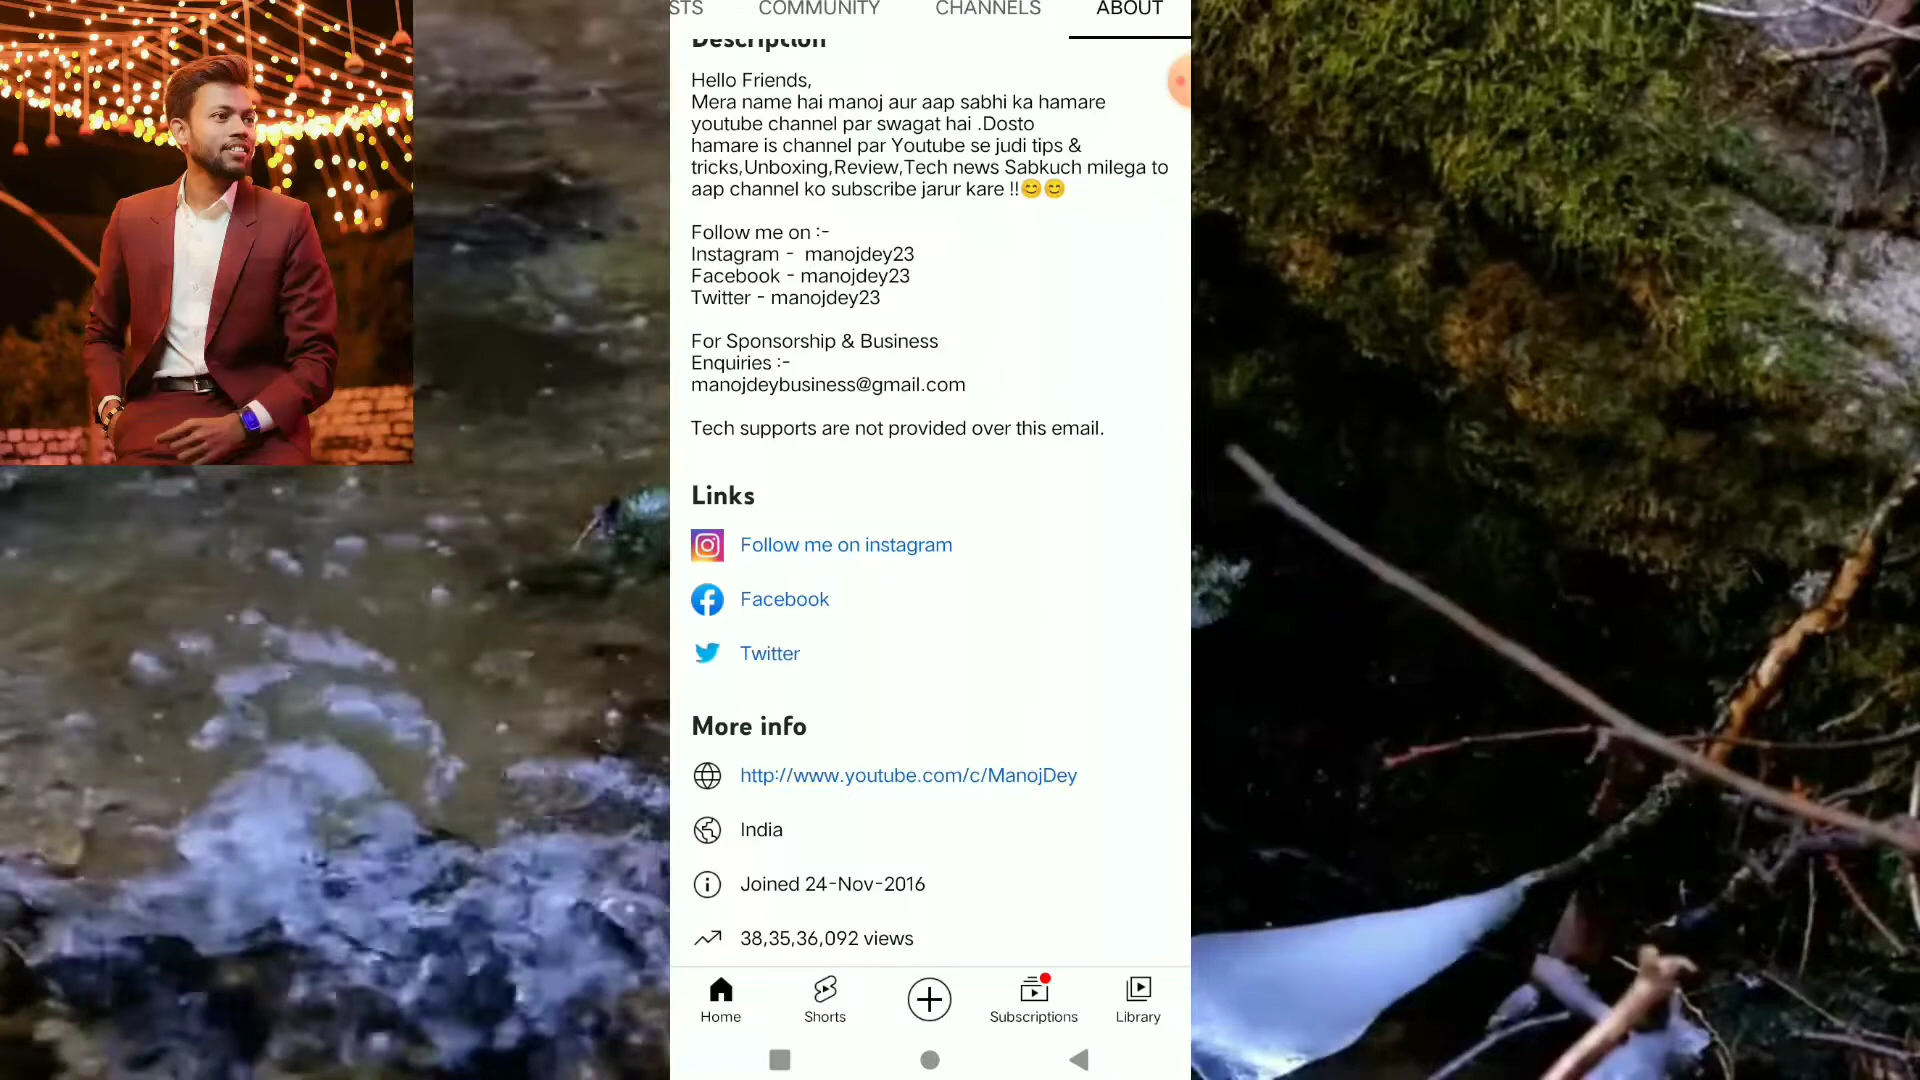 STS COMMUNITY CHANNELS ABOUT
Description
Hello Friends,
Mera name hai manoj aur aap sabhi ka hamare
youtube channel par swagat hai .Dosto
hamare is channel par Youtube se judi tips &
tricks,Unboxing,Review,Tech news Sabkuch milega to
aap channel ko subscribe jarur kare !!😊😊
Follow me on :-
Instagram - manojdey23
Facebook - manojdey23
Twitter - manojdey23
For Sponsorship & Business
Enquiries :-
manojdeybusiness@gmail.com
Tech supports are not provided over this email.
Links
Follow me on instagram
Facebook
Twitter
More info
http://www.youtube.com/c/ManojDey
India
Joined 24-Nov-2016
38,35,36,092 views
Home Shorts Subscriptions Library